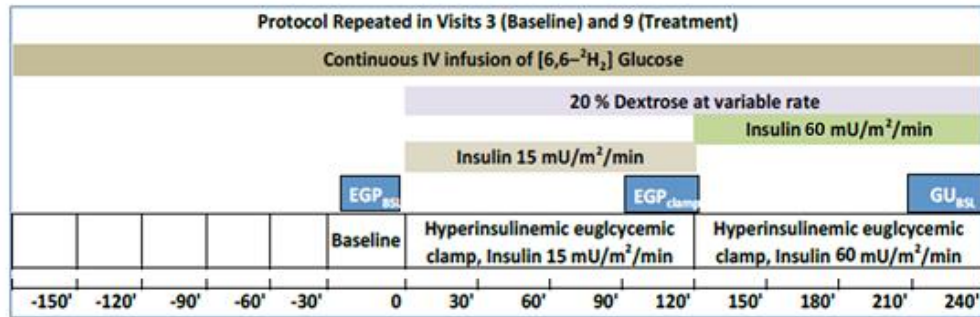 Protocol Repeated in Visits 3 (Baseline) and 9 (Treatment)
Continuous IV infusion of [6,6–²H₂] Glucose
20 % Dextrose at variable rate
Insulin 60 mU/m²/min
Insulin 15 mU/m²/min
EGP_BSL EGP_clamp GU_BSL
Baseline
Hyperinsulinemic euglcycemic
clamp, Insulin 15 mU/m²/min
Hyperinsulinemic euglcycemic
clamp, Insulin 60 mU/m²/min
-150' -120' -90' -60' -30' 0 30' 60' 90' 120' 150' 180' 210' 240'